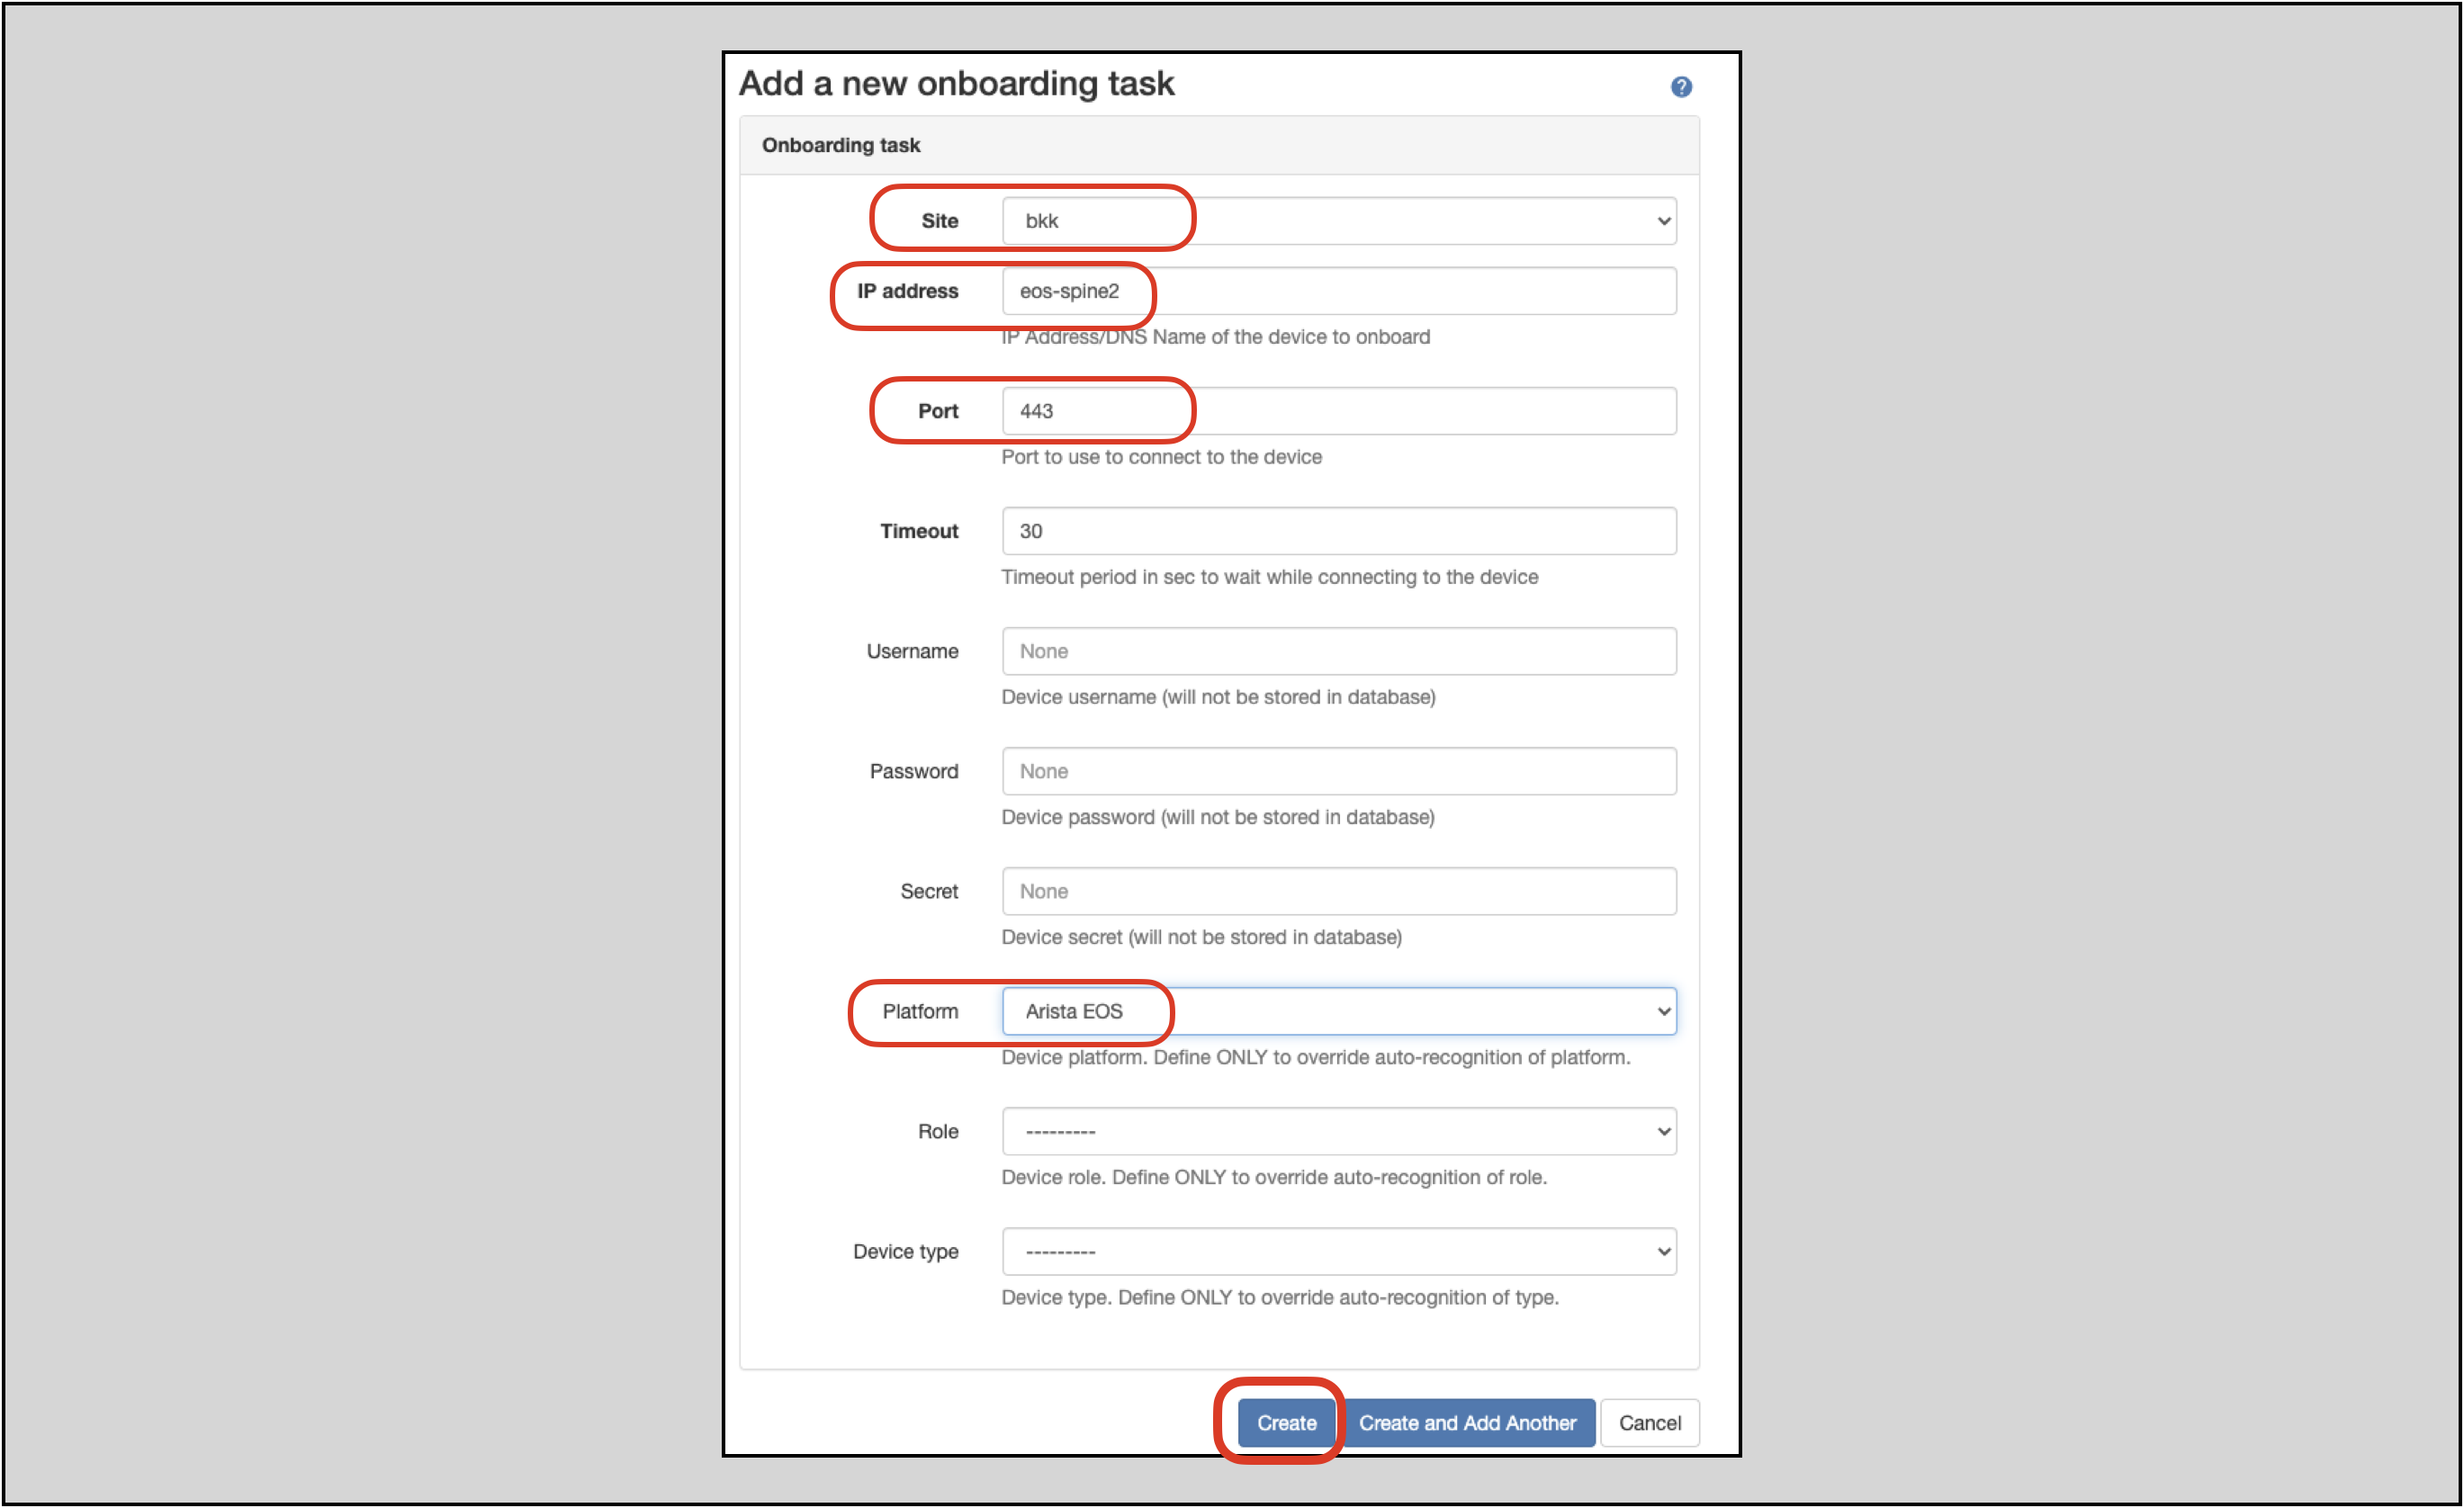 Add a new onboarding task
?
Onboarding task
Site bkk
IP address eos-spine2
IP Address/DNS Name of the device to onboard
Port 443
Port to use to connect to the device
Timeout 30
Timeout period in sec to wait while connecting to the device
Username None
Device username (will not be stored in database)
Password None
Device password (will not be stored in database)
Secret None
Device secret (will not be stored in database)
Platform Arista EOS
Device platform. Define ONLY to override auto-recognition of platform.
Role ---------
Device role. Define ONLY to override auto-recognition of role.
Device type ---------
Device type. Define ONLY to override auto-recognition of type.
Create Create and Add Another Cancel